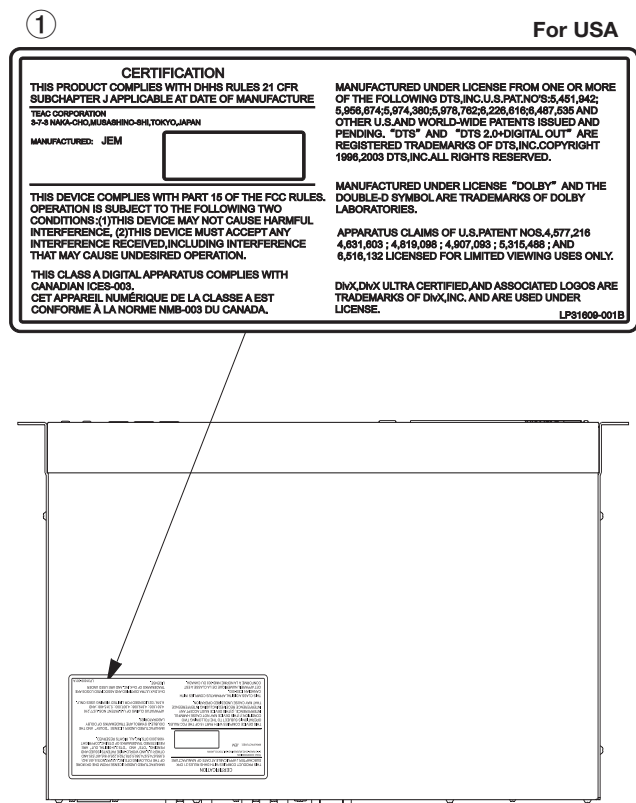 ①
For USA
CERTIFICATION
THIS PRODUCT COMPLIES WITH DHHS RULES 21 CFR
SUBCHAPTER J APPLICABLE AT DATE OF MANUFACTURE
TEAC CORPORATION
3-7-3 NAKA-CHO,MUSASHINO-SHI,TOKYO,JAPAN
MANUFACTURED: JEM
THIS DEVICE COMPLIES WITH PART 15 OF THE FCC RULES.
OPERATION IS SUBJECT TO THE FOLLOWING TWO
CONDITIONS:(1)THIS DEVICE MAY NOT CAUSE HARMFUL
INTERFERENCE, (2)THIS DEVICE MUST ACCEPT ANY
INTERFERENCE RECEIVED,INCLUDING INTERFERENCE
THAT MAY CAUSE UNDESIRED OPERATION.
THIS CLASS A DIGITAL APPARATUS COMPLIES WITH
CANADIAN ICES-003.
CET APPAREIL NUMÉRIQUE DE LA CLASSE A EST
CONFORME À LA NORME NMB-003 DU CANADA.
MANUFACTURED UNDER LICENSE FROM ONE OR MORE
OF THE FOLLOWING DTS,INC.U.S.PAT.NO'S:5,451,942;
5,956,674;5,974,380;5,978,762;6,226,616;6,487,535 AND
OTHER U.S.AND WORLD-WIDE PATENTS ISSUED AND
PENDING. "DTS" AND "DTS 2.0+DIGITAL OUT" ARE
REGISTERED TRADEMARKS OF DTS,INC.COPYRIGHT
1996,2003 DTS,INC.ALL RIGHTS RESERVED.
MANUFACTURED UNDER LICENSE "DOLBY" AND THE
DOUBLE-D SYMBOL ARE TRADEMARKS OF DOLBY
LABORATORIES.
APPARATUS CLAIMS OF U.S.PATENT NOS.4,577,216
4,631,603 ; 4,819,098 ; 4,907,093 ; 5,315,488 ; AND
6,516,132 LICENSED FOR LIMITED VIEWING USES ONLY.
DivX,DivX ULTRA CERTIFIED,AND ASSOCIATED LOGOS ARE
TRADEMARKS OF DivX,INC. AND ARE USED UNDER
LICENSE.
LP31609-001B